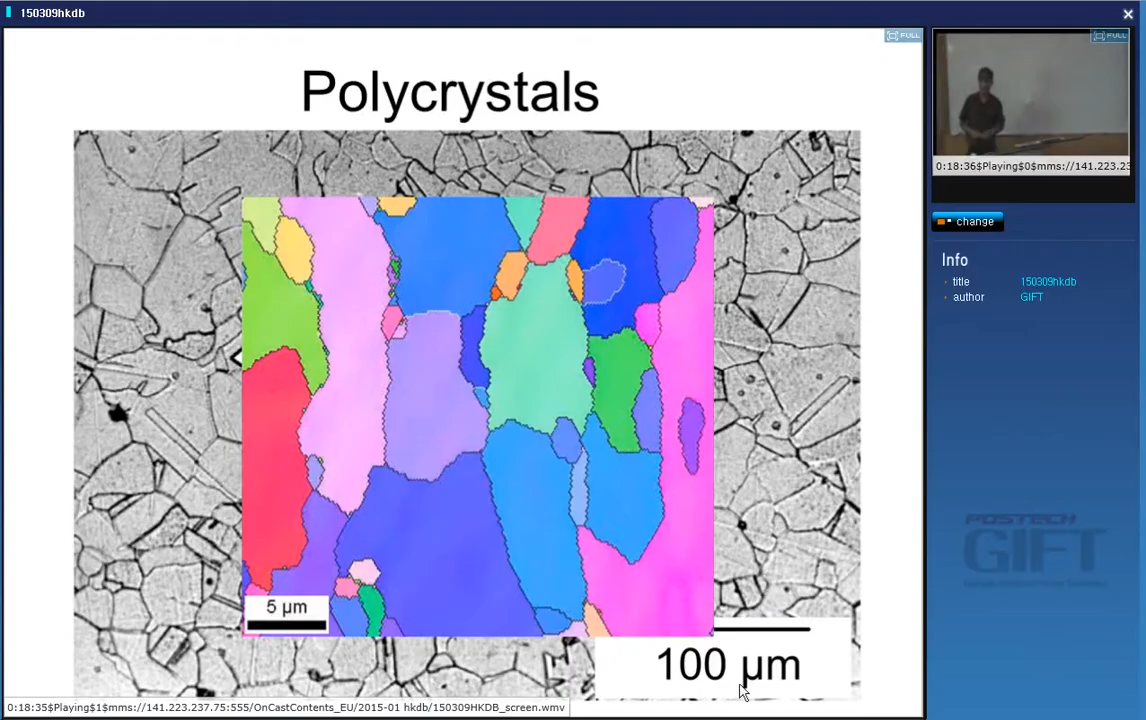 150309hkdb
FULL
FULL
Polycrystals
0:18:36$Playing$0$mms://141.223.23
change
Info
title 150309hkdb
author GIFT
POSTECH
GIFT
5 μm
100 μm
0:18:35$Playing$1$mms://141.223.237.75:555/OnCastContents_EU/2015-01 hkdb/150309HKDB_screen.wmv